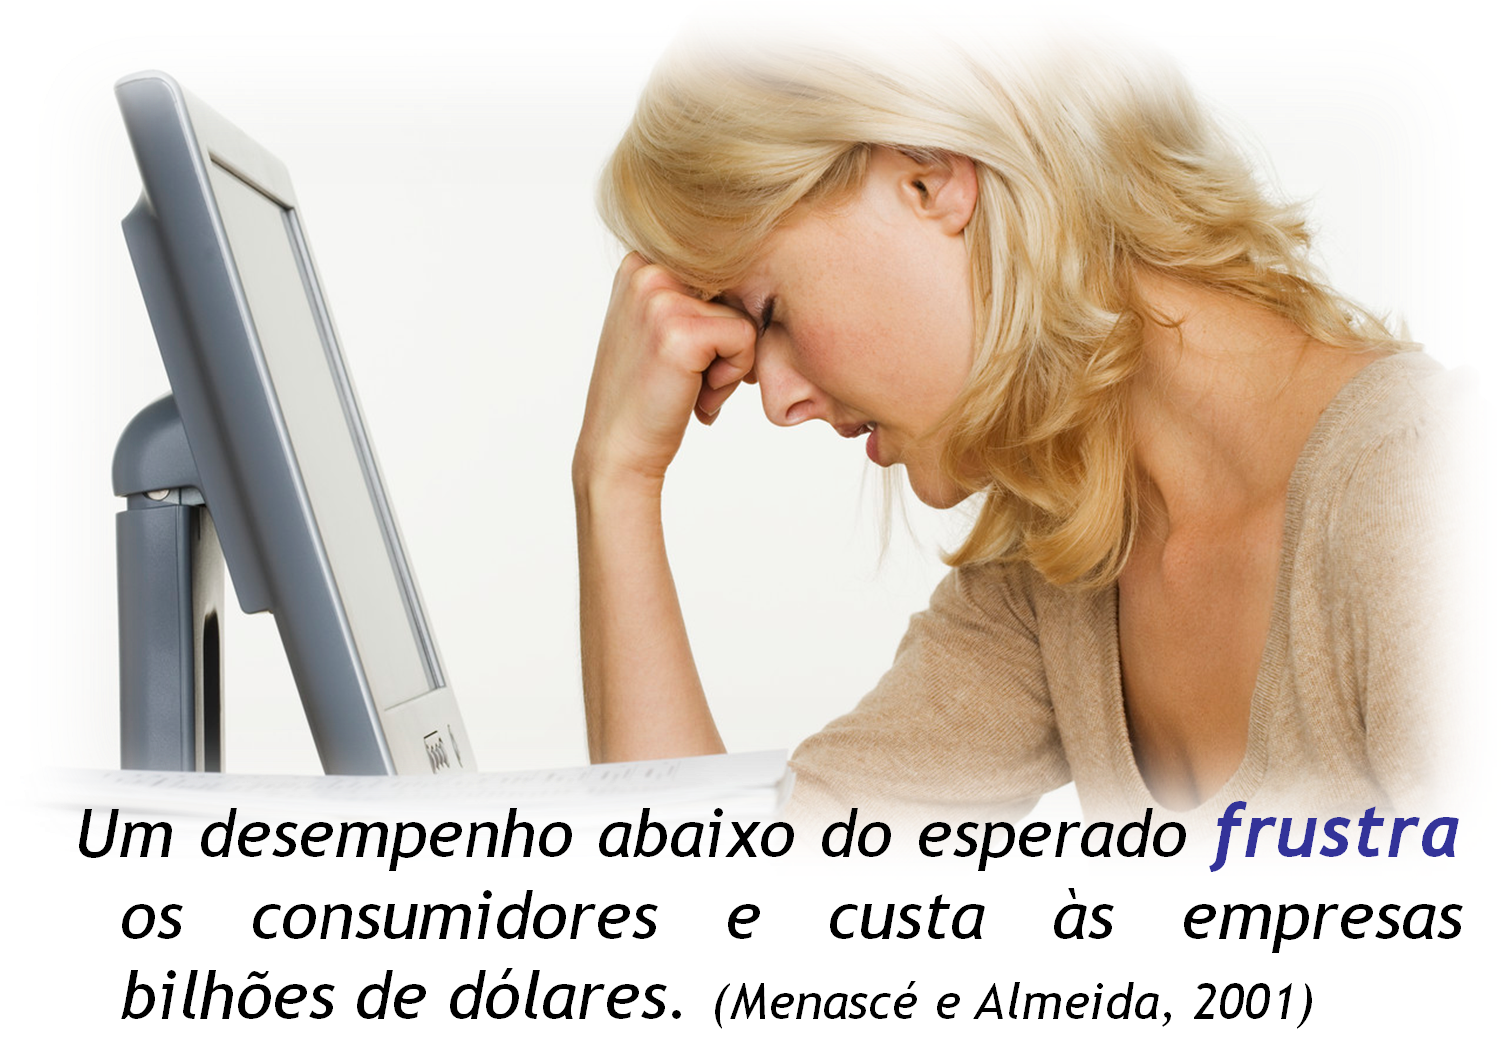 Um desempenho abaixo do esperado frustra
os consumidores e custa às empresas
bilhões de dólares. (Menascé e Almeida, 2001)